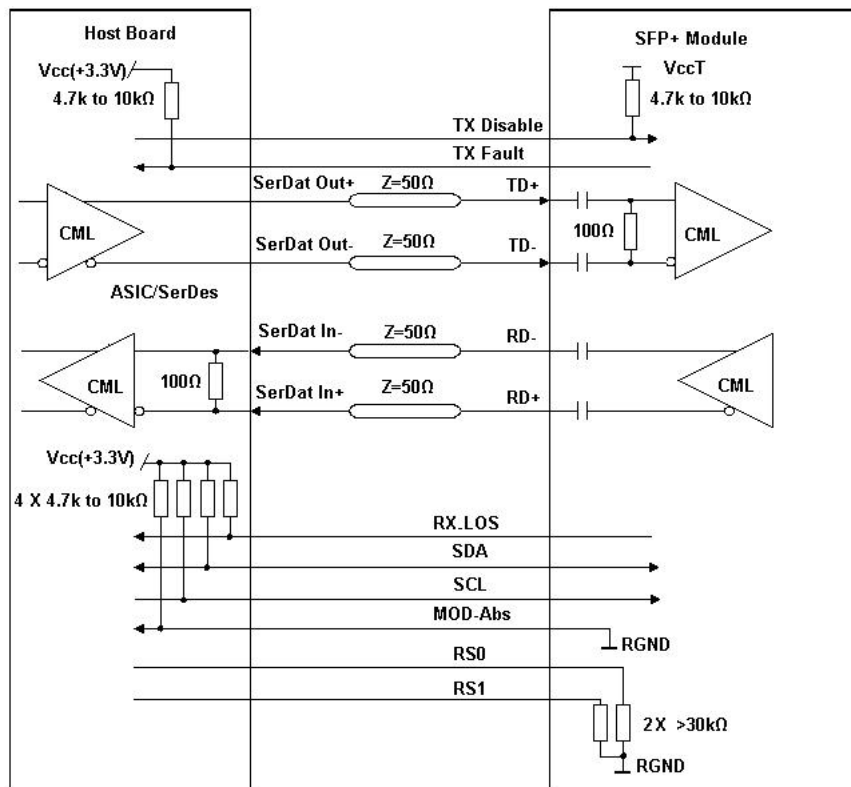 Host Board
SFP+ Module
Vcc(+3.3V)
VccT
4.7k to 10kΩ
4.7k to 10kΩ
TX Disable
TX Fault
SerDat Out+
Z=50Ω
TD+
CML
100Ω
CML
SerDat Out-
Z=50Ω
TD-
ASIC/SerDes
SerDat In-
Z=50Ω
RD-
CML
100Ω
CML
SerDat In+
Z=50Ω
RD+
Vcc(+3.3V)
4 X 4.7k to 10kΩ
RX_LOS
SDA
SCL
MOD-Abs
RGND
RS0
RS1
2X >30kΩ
RGND